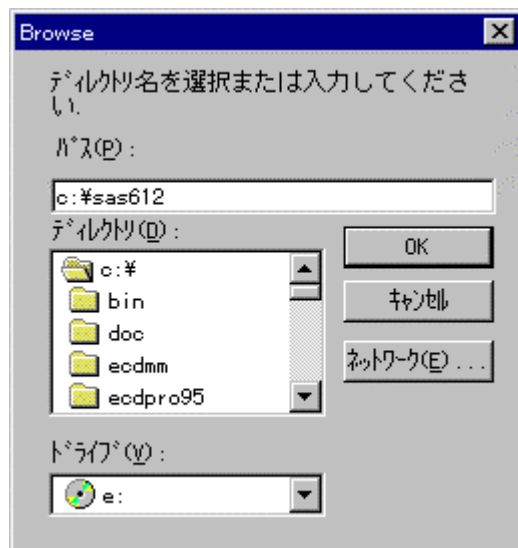 Browse
ﾃﾞｨﾚｸﾄﾘ名を選択または入力してくださ
い.
ﾊﾟｽ(P) :
c:¥sas612
ﾃﾞｨﾚｸﾄﾘ(D) :
c:¥
bin
doc
ecdmm
ecdpro95
OK
ｷｬﾝｾﾙ
ﾈｯﾄﾜｰｸ(E) ...
ﾄﾞﾗｲﾌﾞ(V) :
e: